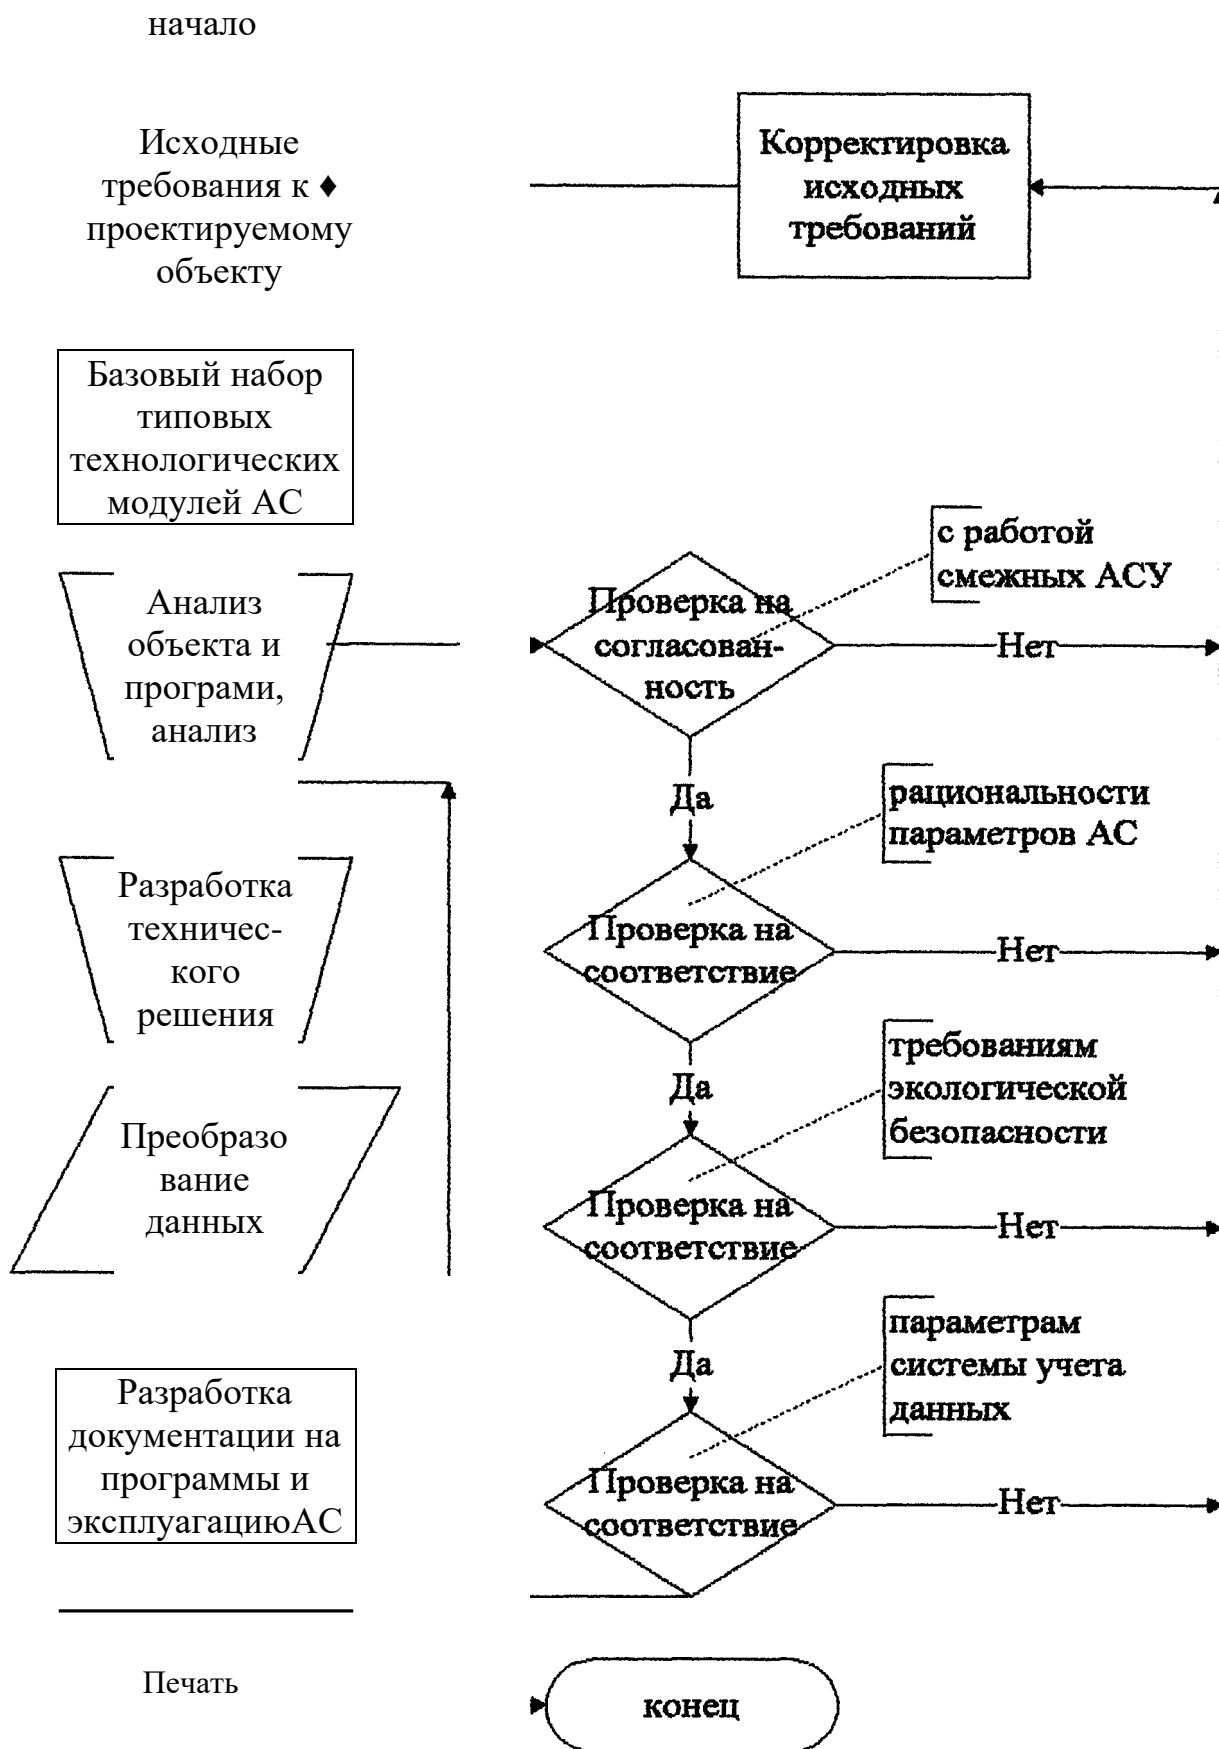 начало
Исходные
требования к ♦
проектируемому
объекту
Корректировка
исходных
требований
Базовый набор
типовых
технологических
модулей АС
Анализ
объекта и
програми,
анализ
Проверка на
согласован-
ность
с работой
смежных АСУ
Нет
Да
Разработка
техничес-
кого
решения
Проверка на
соответствие
рациональности
параметров АС
Нет
Да
Преобразо
вание
данных
Проверка на
соответствие
требованиям
экологической
безопасности
Нет
Да
Разработка
документации на
программы и
эксплуагациюАС
Проверка на
соответствие
параметрам
системы учета
данных
Нет
Печать
конец